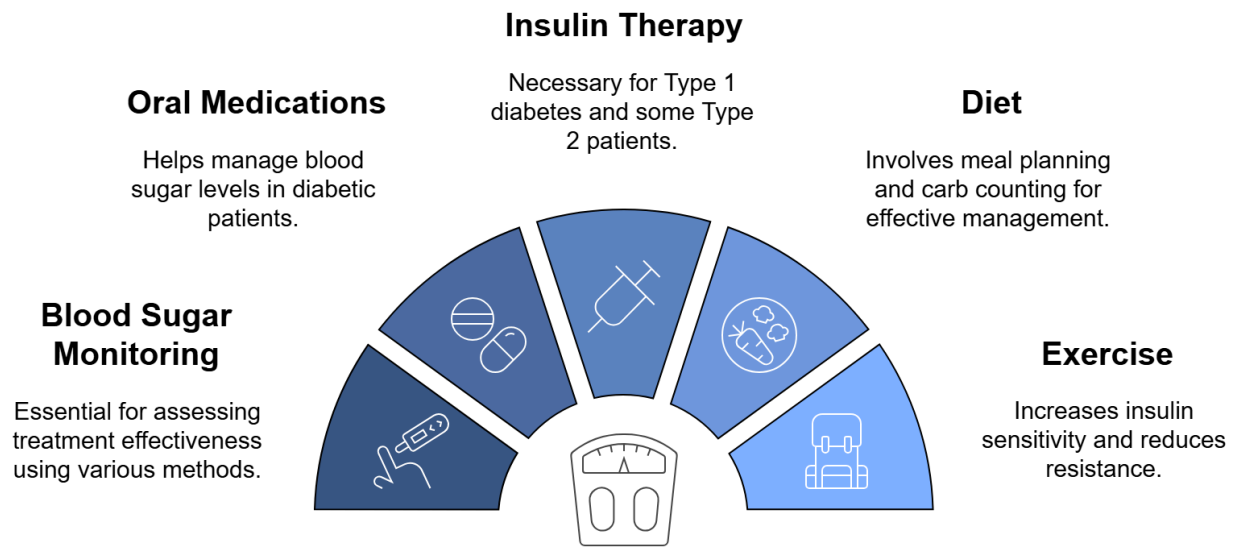 Insulin Therapy
Necessary for Type 1
diabetes and some Type
2 patients.
Oral Medications
Helps manage blood
sugar levels in diabetic
patients.
Diet
Involves meal planning
and carb counting for
effective management.
Blood Sugar
Monitoring
Essential for assessing
treatment effectiveness
using various methods.
Exercise
Increases insulin
sensitivity and reduces
resistance.